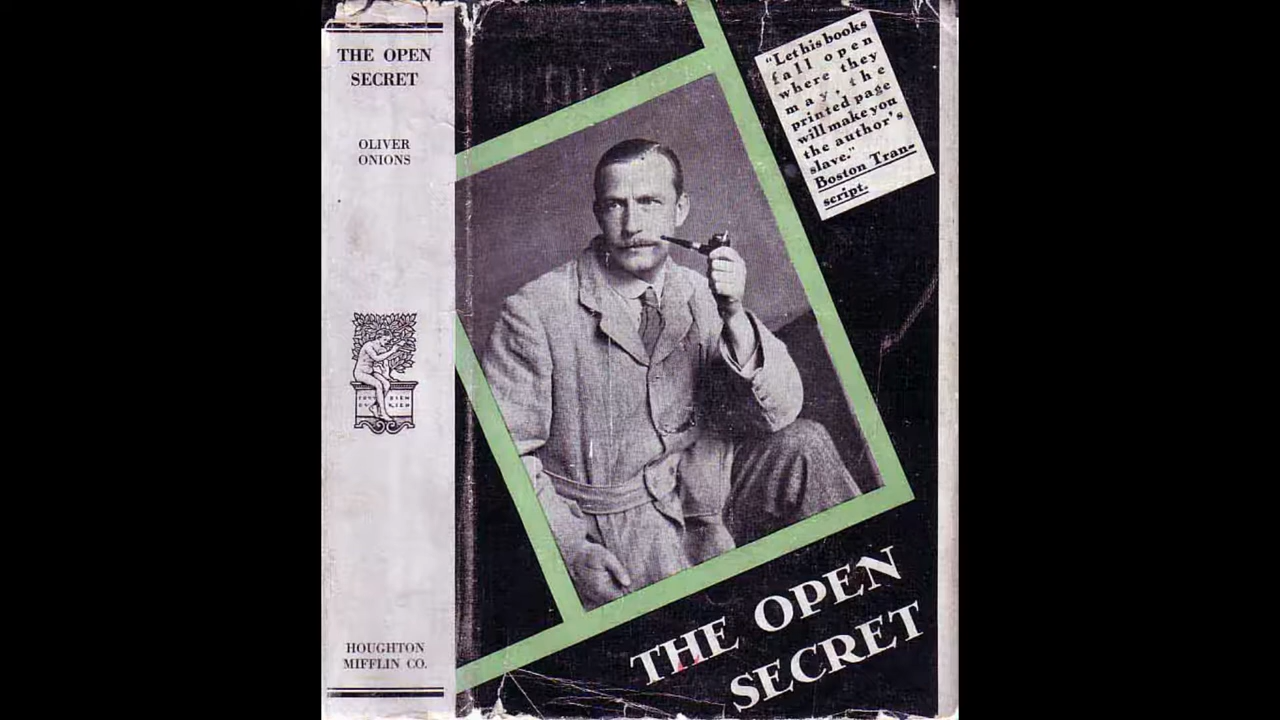 THE OPEN
SECRET
OLIVER
ONIONS
HOUGHTON
MIFFLIN CO.
"Let his books
fall open
where they
may, the
printed page
will make you
the author's
slave."
Boston Tran-
script.
THE OPEN
SECRET